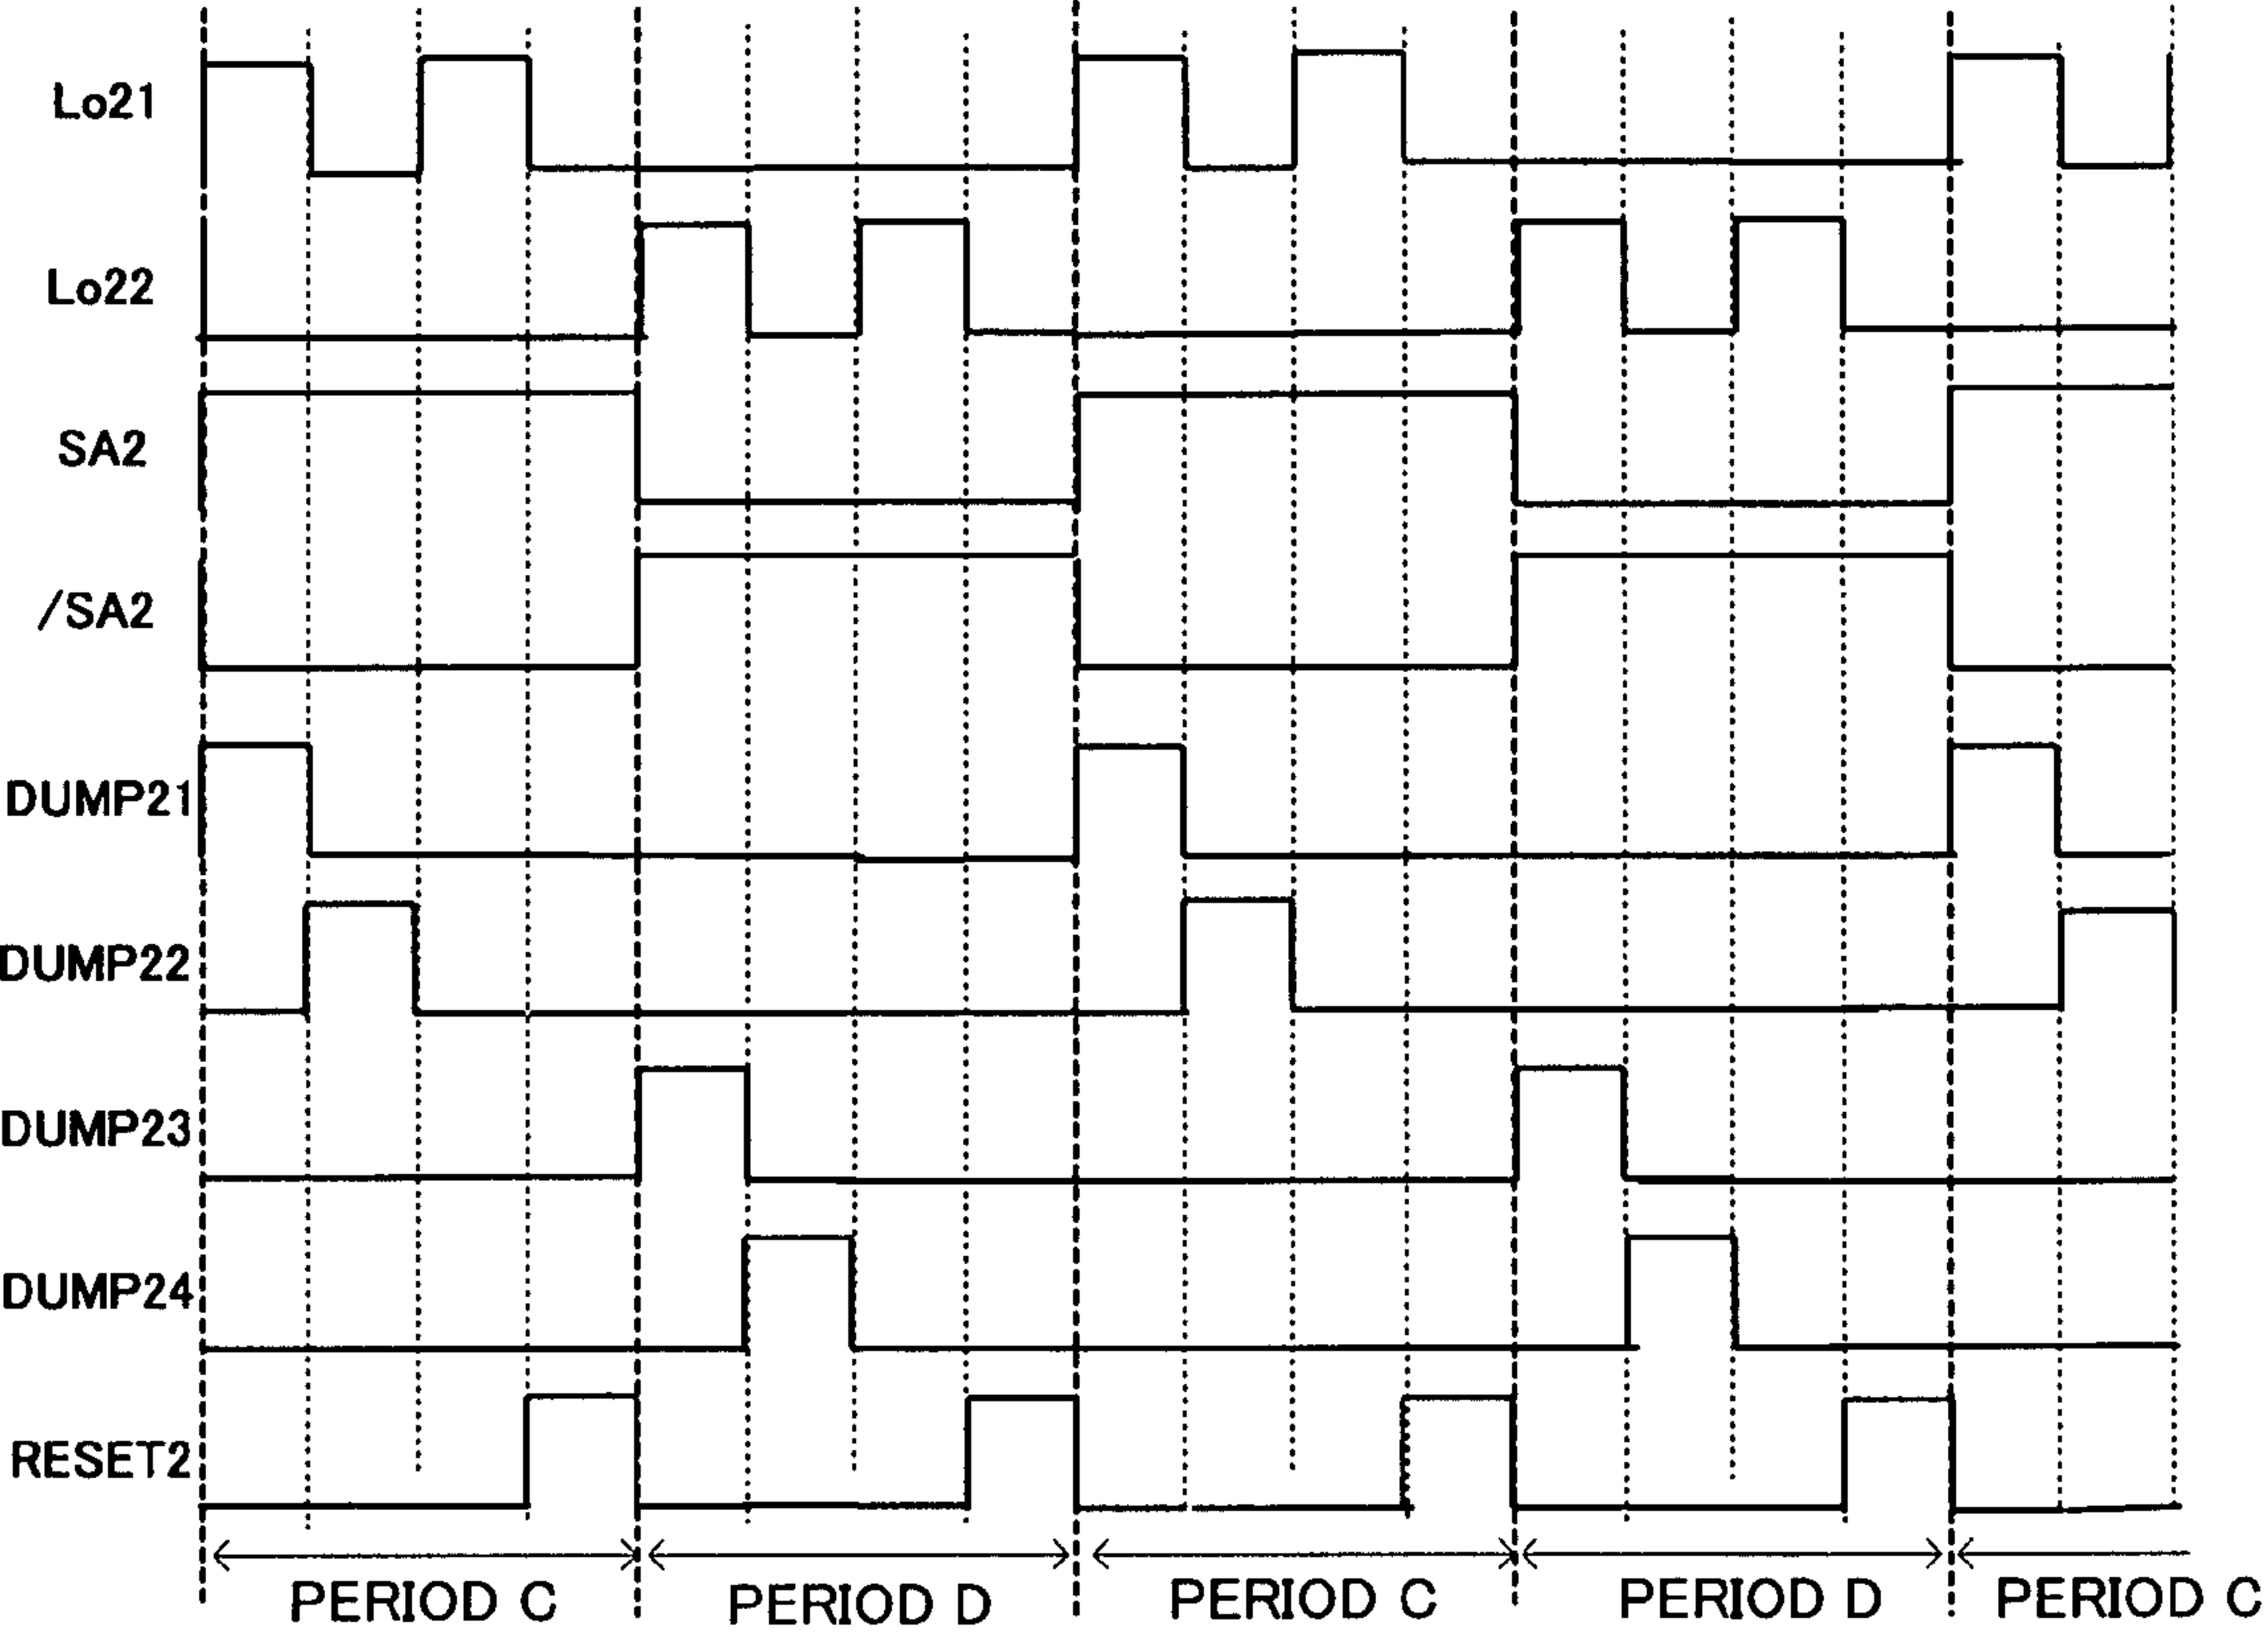 Lo21
Lo22
SA2
/SA2
DUMP21
DUMP22
DUMP23
DUMP24
RESET2
PERIOD C PERIOD D PERIOD C PERIOD D PERIOD C